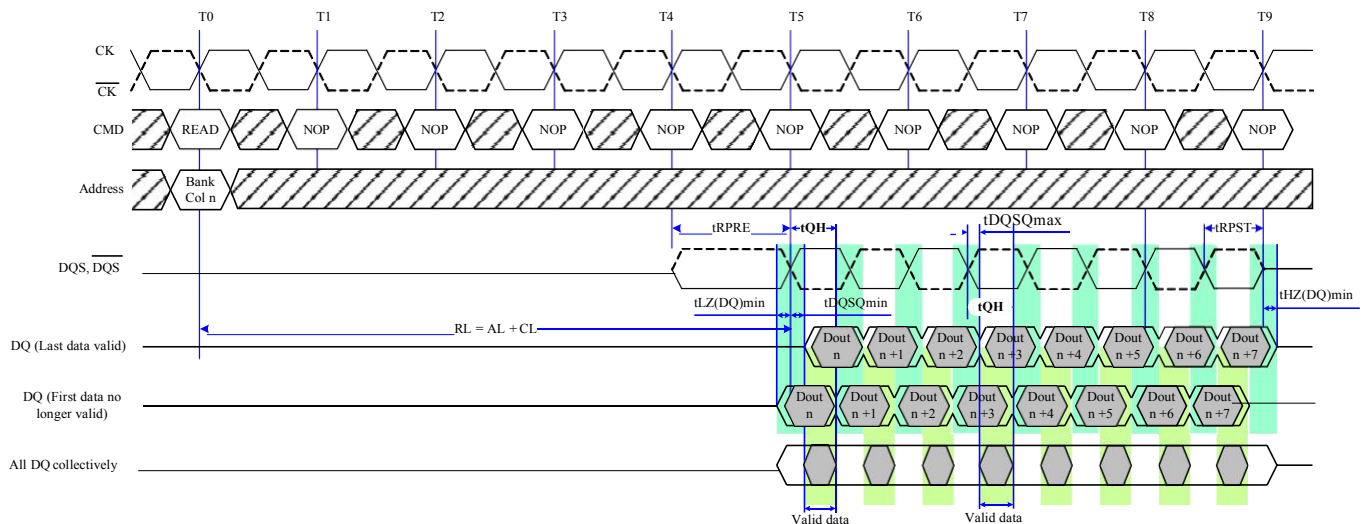 T0 T1 T2 T3 T4 T5 T6 T7 T8 T9
CK
CK
CMD READ NOP NOP NOP NOP NOP NOP NOP NOP NOP
Address Bank
Col n
tRPRE tQH tDQSQmax tRPST
DQS, DQS
tLZ(DQ)min tDQSQmin tQH tHZ(DQ)min
RL = AL + CL
DQ (Last data valid) Dout Dout Dout Dout Dout Dout Dout Dout
n n +1 n +2 n +3 n +4 n +5 n +6 n +7
DQ (First data no Dout Dout Dout Dout Dout Dout Dout Dout
longer valid) n n +1 n +2 n +3 n +4 n +5 n +6 n +7
All DQ collectively
Valid data Valid data